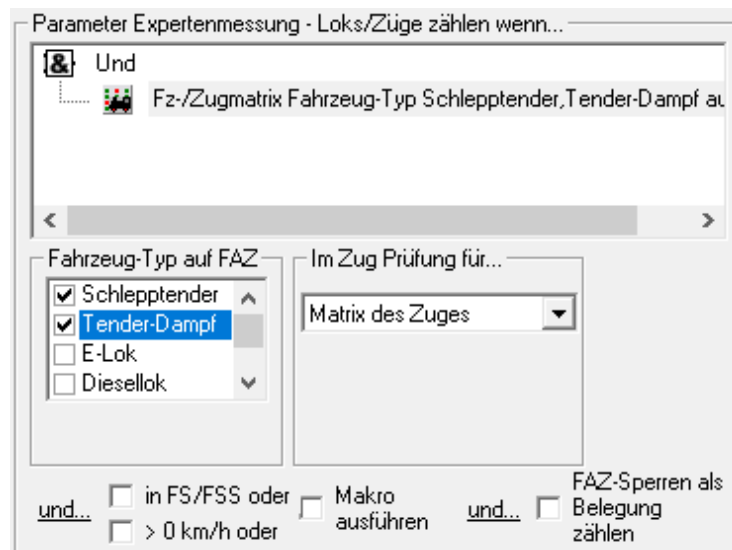 Parameter Expertenmessung - Loks/Züge zählen wenn...
& Und
Fz-/Zugmatrix Fahrzeug-Typ Schlepptender,Tender-Dampf au
Fahrzeug-Typ auf FAZ
Im Zug Prüfung für...
Schlepptender
Tender-Dampf
E-Lok
Diesellok
Matrix des Zuges
und...
in FS/FSS oder
> 0 km/h oder
Makro
ausführen
und...
FAZ-Sperren als
Belegung
zählen